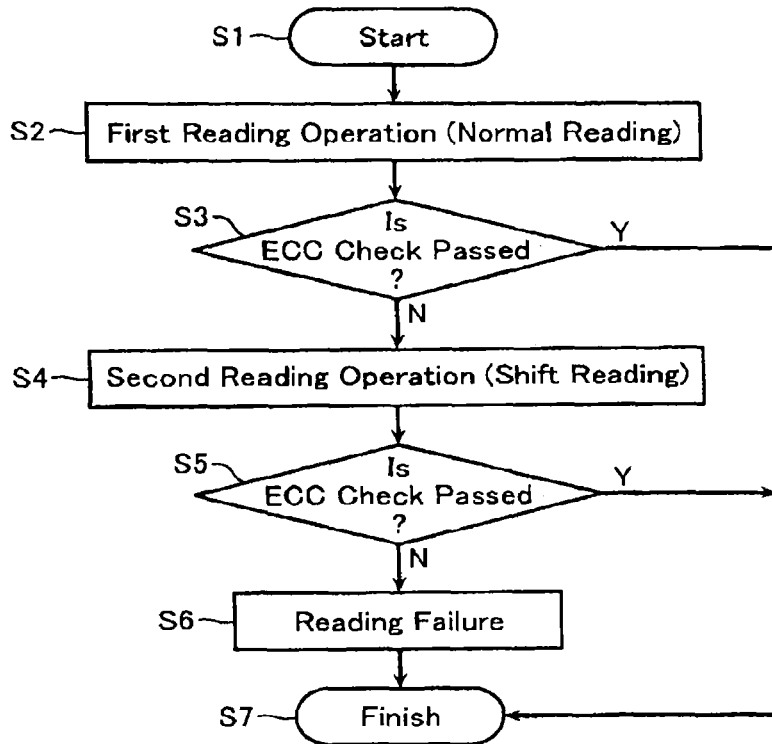 S1
Start
S2
First Reading Operation (Normal Reading)
S3
Is
ECC Check Passed
?
Y
N
S4
Second Reading Operation (Shift Reading)
S5
Is
ECC Check Passed
?
Y
N
S6
Reading Failure
S7
Finish